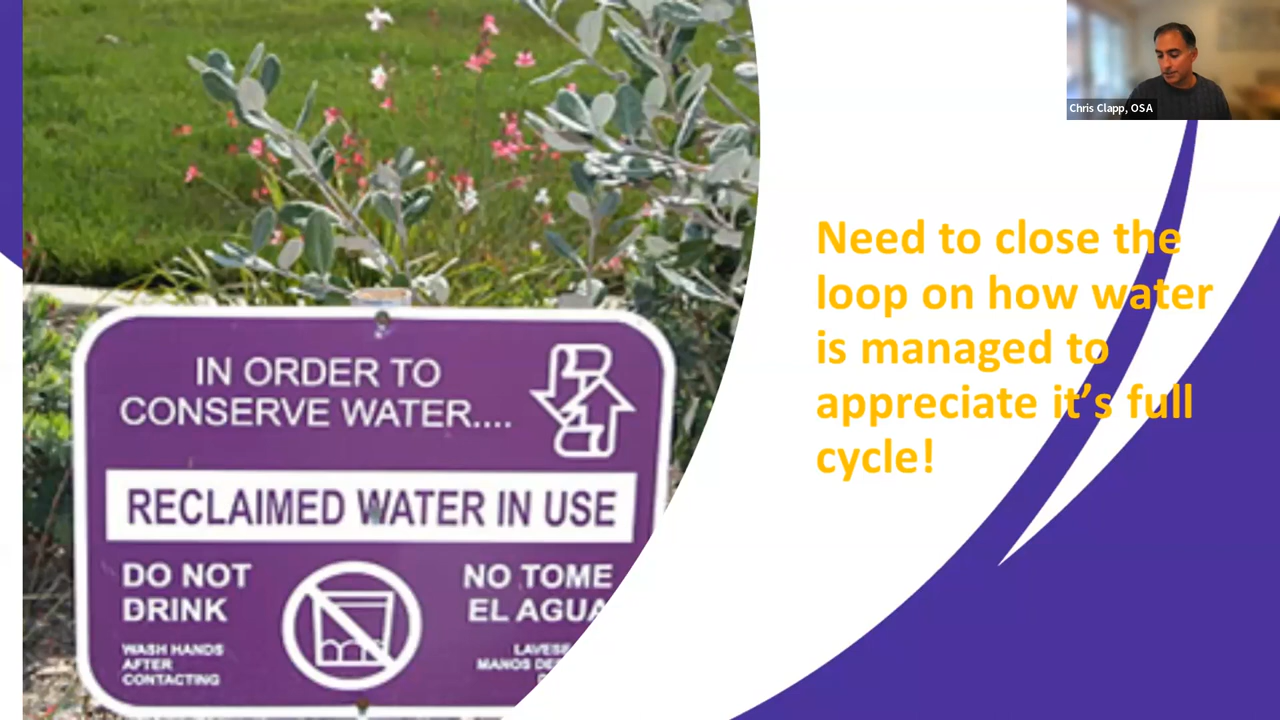 Chris Clapp, OSA
Need to close the
loop on how water
is managed to
appreciate it’s full
cycle!
IN ORDER TO
CONSERVE WATER....
RECLAIMED WATER IN USE
DO NOT
DRINK
WASH HANDS
AFTER
CONTACTING
NO TOME
EL AGUA
MANOS